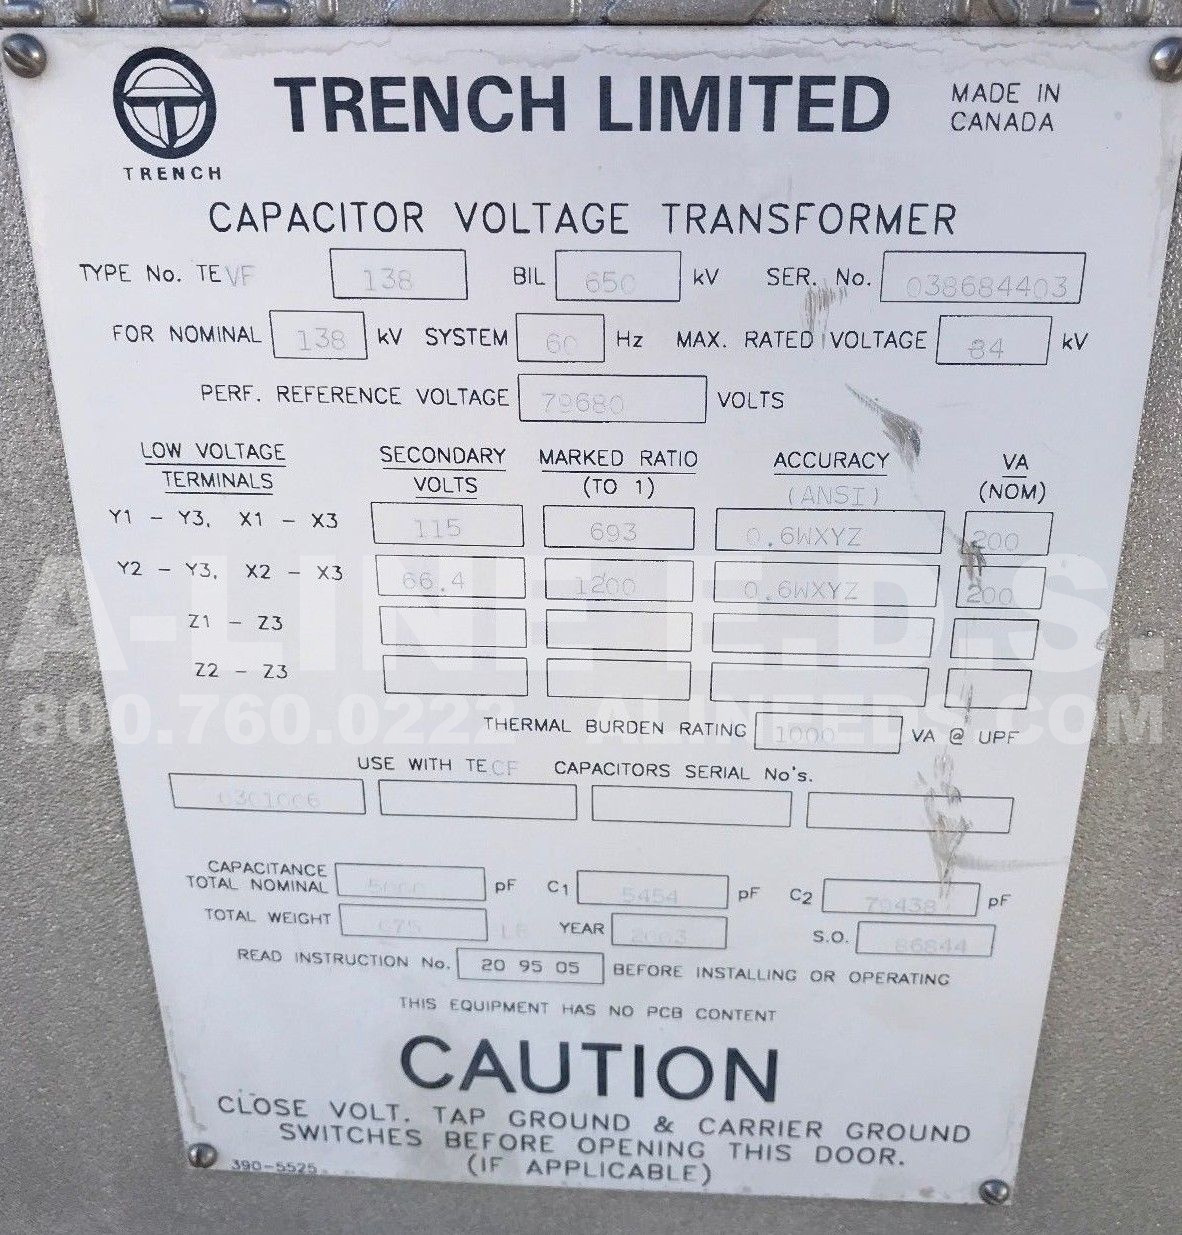 TRENCH LIMITED MADE IN CANADA
TRENCH
CAPACITOR VOLTAGE TRANSFORMER
TYPE No. TEVF 138 BIL 650 kV SER. No. 038684403
FOR NOMINAL 138 kV SYSTEM 60 Hz MAX. RATED VOLTAGE 84 kV
PERF. REFERENCE VOLTAGE 79680 VOLTS
LOW VOLTAGE TERMINALS SECONDARY VOLTS MARKED RATIO (TO 1) ACCURACY (ANSI) VA (NOM)
Y1 - Y3, X1 - X3 115 693 0.6WXYZ 200
Y2 - Y3, X2 - X3 66.4 1200 0.6WXYZ 200
Z1 - Z3
Z2 - Z3
A-LINE E.D.S.
800.760.0222 ALINEEDS.COM
THERMAL BURDEN RATING 1000 VA @ UPF
USE WITH TECF CAPACITORS SERIAL No's.
CAPACITANCE TOTAL NOMINAL pF C1 5454 pF C2 pF
TOTAL WEIGHT 675 LB YEAR S.O. 86844
READ INSTRUCTION No. 20 95 05 BEFORE INSTALLING OR OPERATING
THIS EQUIPMENT HAS NO PCB CONTENT
CAUTION
CLOSE VOLT. TAP GROUND & CARRIER GROUND
SWITCHES BEFORE OPENING THIS DOOR.
(IF APPLICABLE)
390-5525